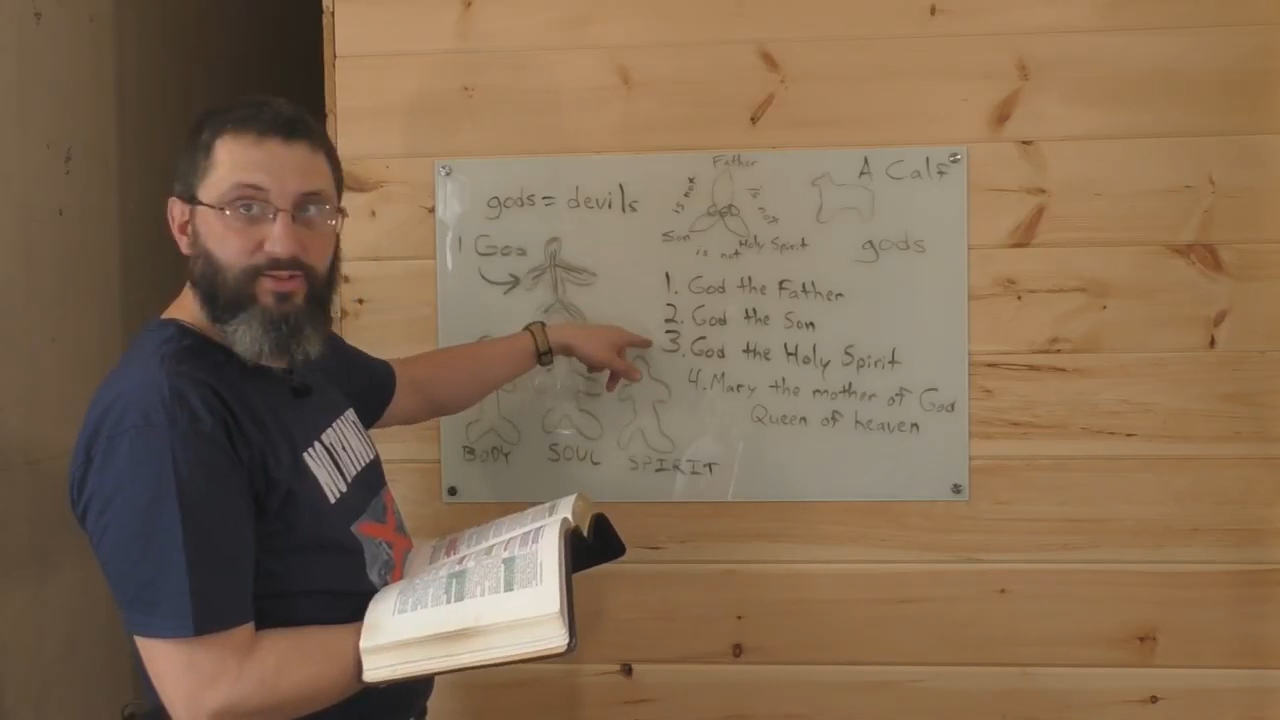 gods = devils
1 God
BODY SOUL SPIRIT
Father
is not
is not
GOD
Son
is not
Holy Spirit
A Calf
gods
1. God the Father
2. God the Son
3. God the Holy Spirit
4. Mary the mother of God
Queen of heaven
NO